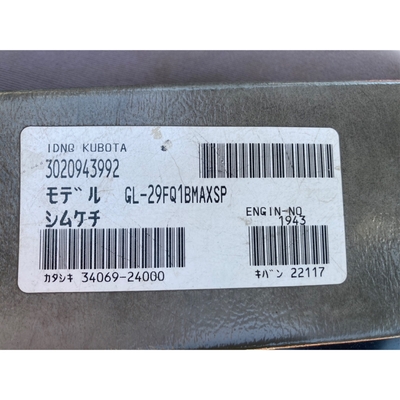 IDNQ KUBOTA
3020943992
モデル GL-29FQ1BMAXSP
シムケチ
ENGIN-NO
1943
カタシキ 34069-24000
キバン 22117